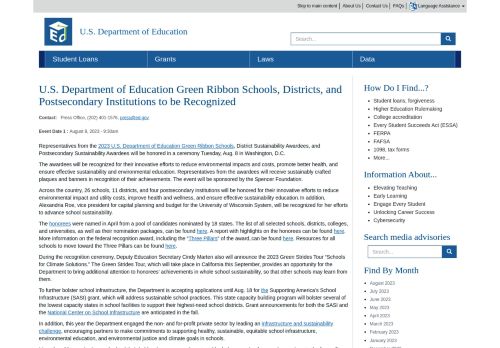 Skip to main content | About Us | Contact Us | FAQs | Language Assistance
U.S. Department of Education
Search...
Student Loans
Grants
Laws
Data
U.S. Department of Education Green Ribbon Schools, Districts, and
Postsecondary Institutions to be Recognized
Contact: Press Office, (202) 401-1576, press@ed.gov
Event Date 1 : August 8, 2023 - 9:30am
Representatives from the 2023 U.S. Department of Education Green Ribbon Schools, District Sustainability Awardees, and
Postsecondary Sustainability Awardees will be honored in a ceremony Tuesday, Aug. 8 in Washington, D.C.
The awardees will be recognized for their innovative efforts to reduce environmental impacts and costs, promote better health, and
ensure effective sustainability and environmental education. Representatives from the awardees will receive sustainably crafted
plaques and banners in recognition of their achievements. The event will be sponsored by the Spencer Foundation.
Across the country, 26 schools, 11 districts, and four postsecondary institutions will be honored for their innovative efforts to reduce
environmental impact and utility costs, improve health and wellness, and ensure effective sustainability education. In addition,
Alexandria Roe, vice president for capital planning and budget for the University of Wisconsin System, will be recognized for her efforts
to advance school sustainability.
The honorees were named in April from a pool of candidates nominated by 18 states. The list of all selected schools, districts, colleges,
and universities, as well as their nomination packages, can be found here. A report with highlights on the honorees can be found here.
More information on the federal recognition award, including the "Three Pillars" of the award, can be found here. Resources for all
schools to move toward the Three Pillars can be found here.
During the recognition ceremony, Deputy Education Secretary Cindy Marten also will announce the 2023 Green Strides Tour "Schools
for Climate Solutions." The Green Strides Tour, which will take place in California this September, provides an opportunity for the
Department to bring additional attention to honorees' achievements in whole school sustainability, so that other schools may learn from
them.
To further bolster school infrastructure, the Department is accepting applications until Aug. 18 for the Supporting America's School
Infrastructure (SASI) grant, which will address sustainable school practices. This state capacity building program will bolster several of
the lowest capacity states in school facilities to support their highest-need school districts. Grant announcements for both the SASI and
the National Center on School Infrastructure are anticipated in the fall.
In addition, this year the Department engaged the non- and for-profit private sector by leading an infrastructure and sustainability
challenge, encouraging partners to make commitments to supporting healthy, sustainable, equitable school infrastructure;
environmental education, and environmental justice and climate goals in schools.
How Do I Find...?
Student loans, forgiveness
Higher Education Rulemaking
College accreditation
Every Student Succeeds Act (ESSA)
FERPA
FAFSA
1098, tax forms
More...
Information About...
Elevating Teaching
Early Learning
Engage Every Student
Unlocking Career Success
Cybersecurity
Search media advisories
Search...
Find By Month
August 2023
July 2023
June 2023
May 2023
April 2023
March 2023
February 2023
January 2023